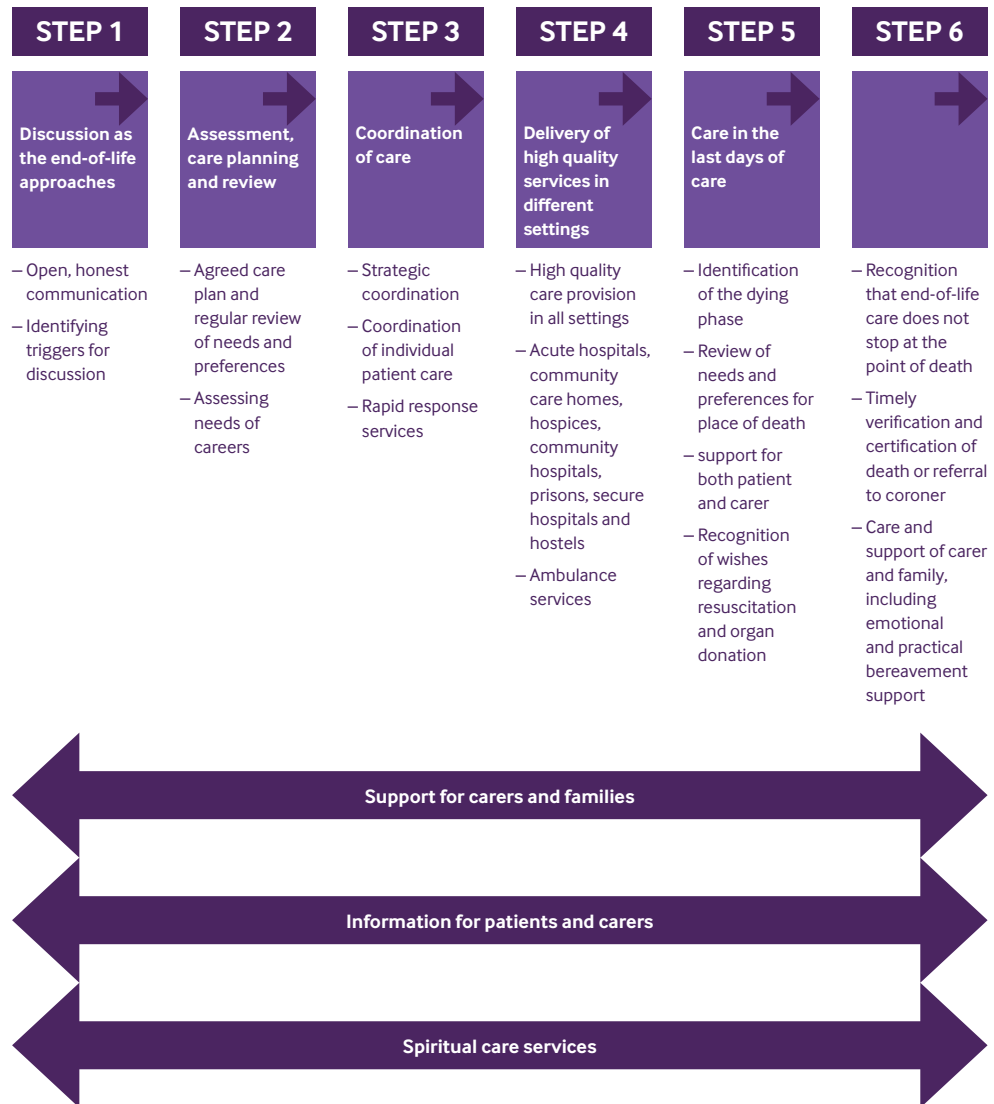 STEP 1
Discussion as
the end-of-life
approaches
– Open, honest
communication
– Identifying
triggers for
discussion
STEP 2
Assessment,
care planning
and review
– Agreed care
plan and
regular review
of needs and
preferences
– Assessing
needs of
careers
STEP 3
Coordination
of care
– Strategic
coordination
– Coordination
of individual
patient care
– Rapid response
services
STEP 4
Delivery of
high quality
services in
different
settings
– High quality
care provision
in all settings
– Acute hospitals,
community
care homes,
hospices,
community
hospitals,
prisons, secure
hospitals and
hostels
– Ambulance
services
STEP 5
Care in the
last days of
care
– Identification
of the dying
phase
– Review of
needs and
preferences for
place of death
– support for
both patient
and carer
– Recognition
of wishes
regarding
resuscitation
and organ
donation
STEP 6
– Recognition
that end-of-life
care does not
stop at the
point of death
– Timely
verification and
certification of
death or referral
to coroner
– Care and
support of carer
and family,
including
emotional
and practical
bereavement
support
Support for carers and families
Information for patients and carers
Spiritual care services